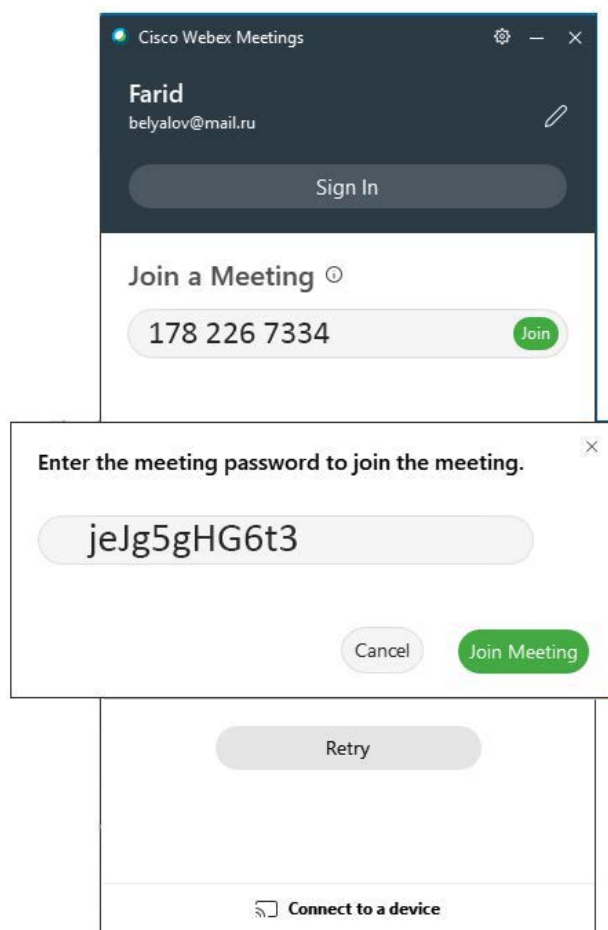 Cisco Webex Meetings
Farid
belyalov@mail.ru
Sign In
Join a Meeting
178 226 7334 Join
Enter the meeting password to join the meeting.
jeJg5gHG6t3
Cancel Join Meeting
Retry
Connect to a device